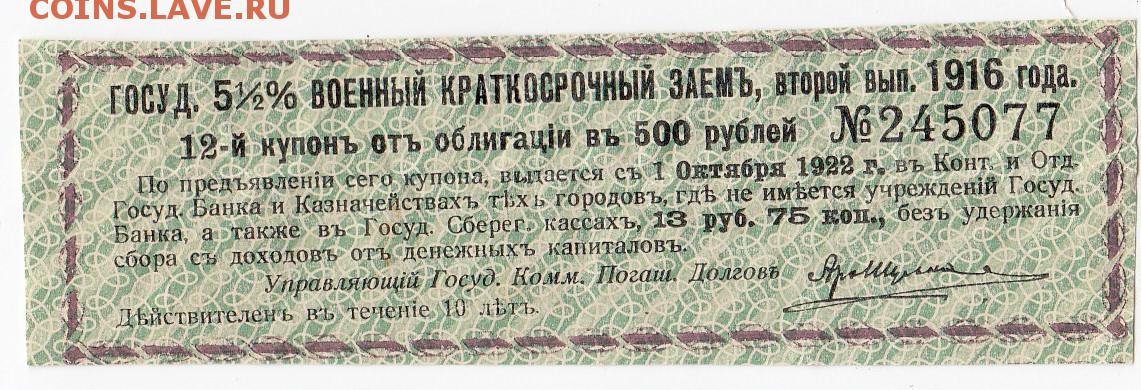 COINS.LAVE.RU
ГОСУД. 5½% ВОЕННЫЙ КРАТКОСРОЧНЫЙ ЗАЕМЪ, ВТОРОЙ ВЫП. 1916 ГОДА.
12-й купонъ отъ облигаціи въ 500 рублей №245077
По предъявленіи сего купона, выдается съ 1 Октября 1922 г. въ Конт. и Отд.
Госуд. Банка и Казначействахъ тѣхъ городовъ, гдѣ не имѣется учрежденій Госуд.
Банка, а также въ Госуд. Сберег. кассахъ, 13 руб. 75 коп., безъ удержанія
сбора съ доходовъ отъ денежныхъ капиталовъ.
Управляющій Госуд. Комм. Погаш. Долговъ
Дѣйствителенъ въ теченіе 10 лѣтъ.